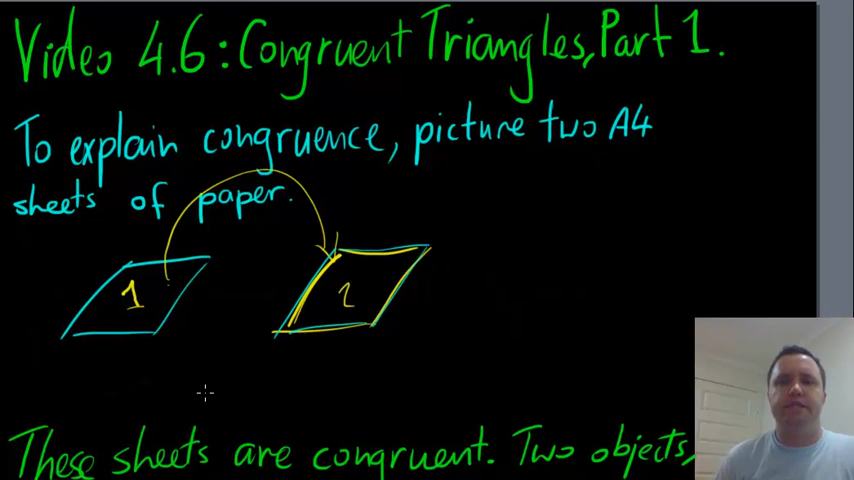 Video 4.6: Congruent Triangles, Part 1.
To explain congruence, picture two A4
sheets of paper.
1 2
These sheets are congruent. Two objects,